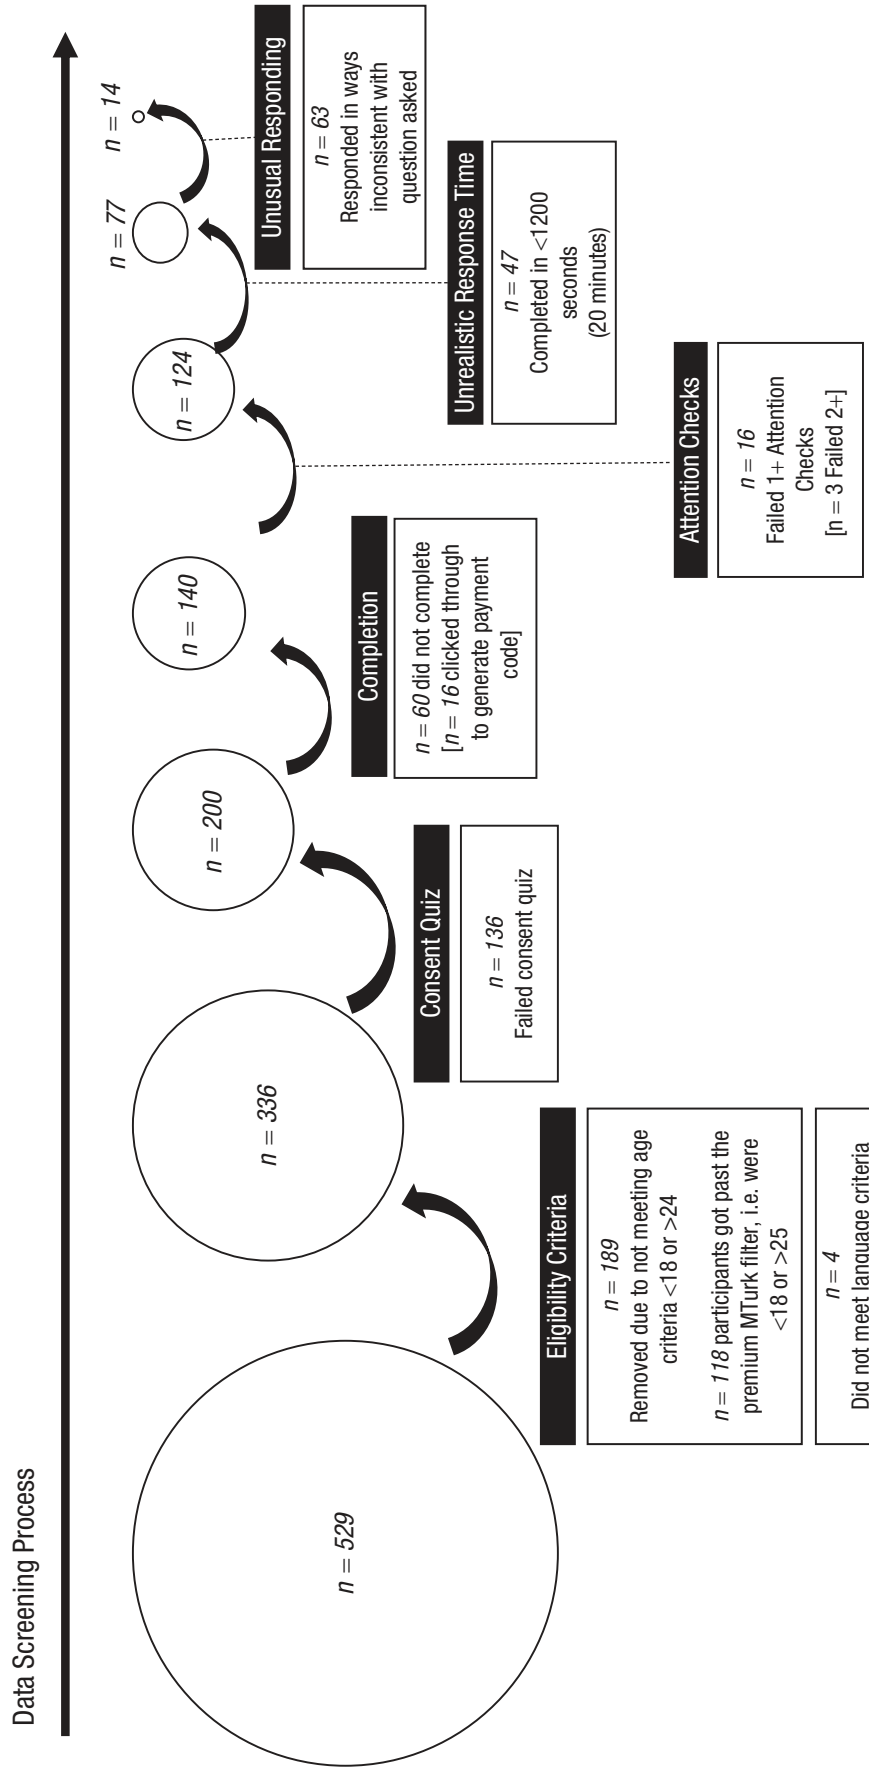 Data Screening Process
n = 529
n = 336
n = 200
n = 140
n = 124
n = 77
n = 14
Eligibility Criteria
n = 189
Removed due to not meeting age
criteria <18 or >24
n = 118 participants got past the
premium MTurk filter, i.e. were
<18 or >25
n = 4
Did not meet language criteria
Consent Quiz
n = 136
Failed consent quiz
Completion
n = 60 did not complete
[n = 16 clicked through
to generate payment
code]
Attention Checks
n = 16
Failed 1+ Attention
Checks
[n = 3 Failed 2+]
Unrealistic Response Time
n = 47
Completed in <1200
seconds
(20 minutes)
Unusual Responding
n = 63
Responded in ways
inconsistent with
question asked